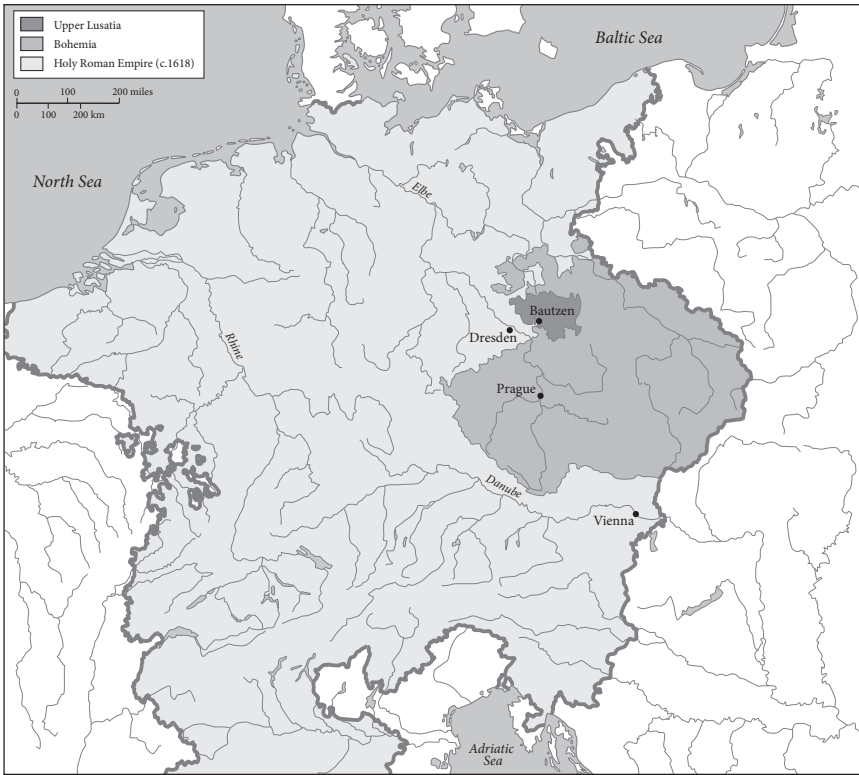 Upper Lusatia
Bohemia
Holy Roman Empire (c.1618)
0 100 200 miles
0 100 200 km
Baltic Sea
North Sea
Elbe
Bautzen
Dresden
Rhine
Prague
Danube
Vienna
Adriatic
Sea